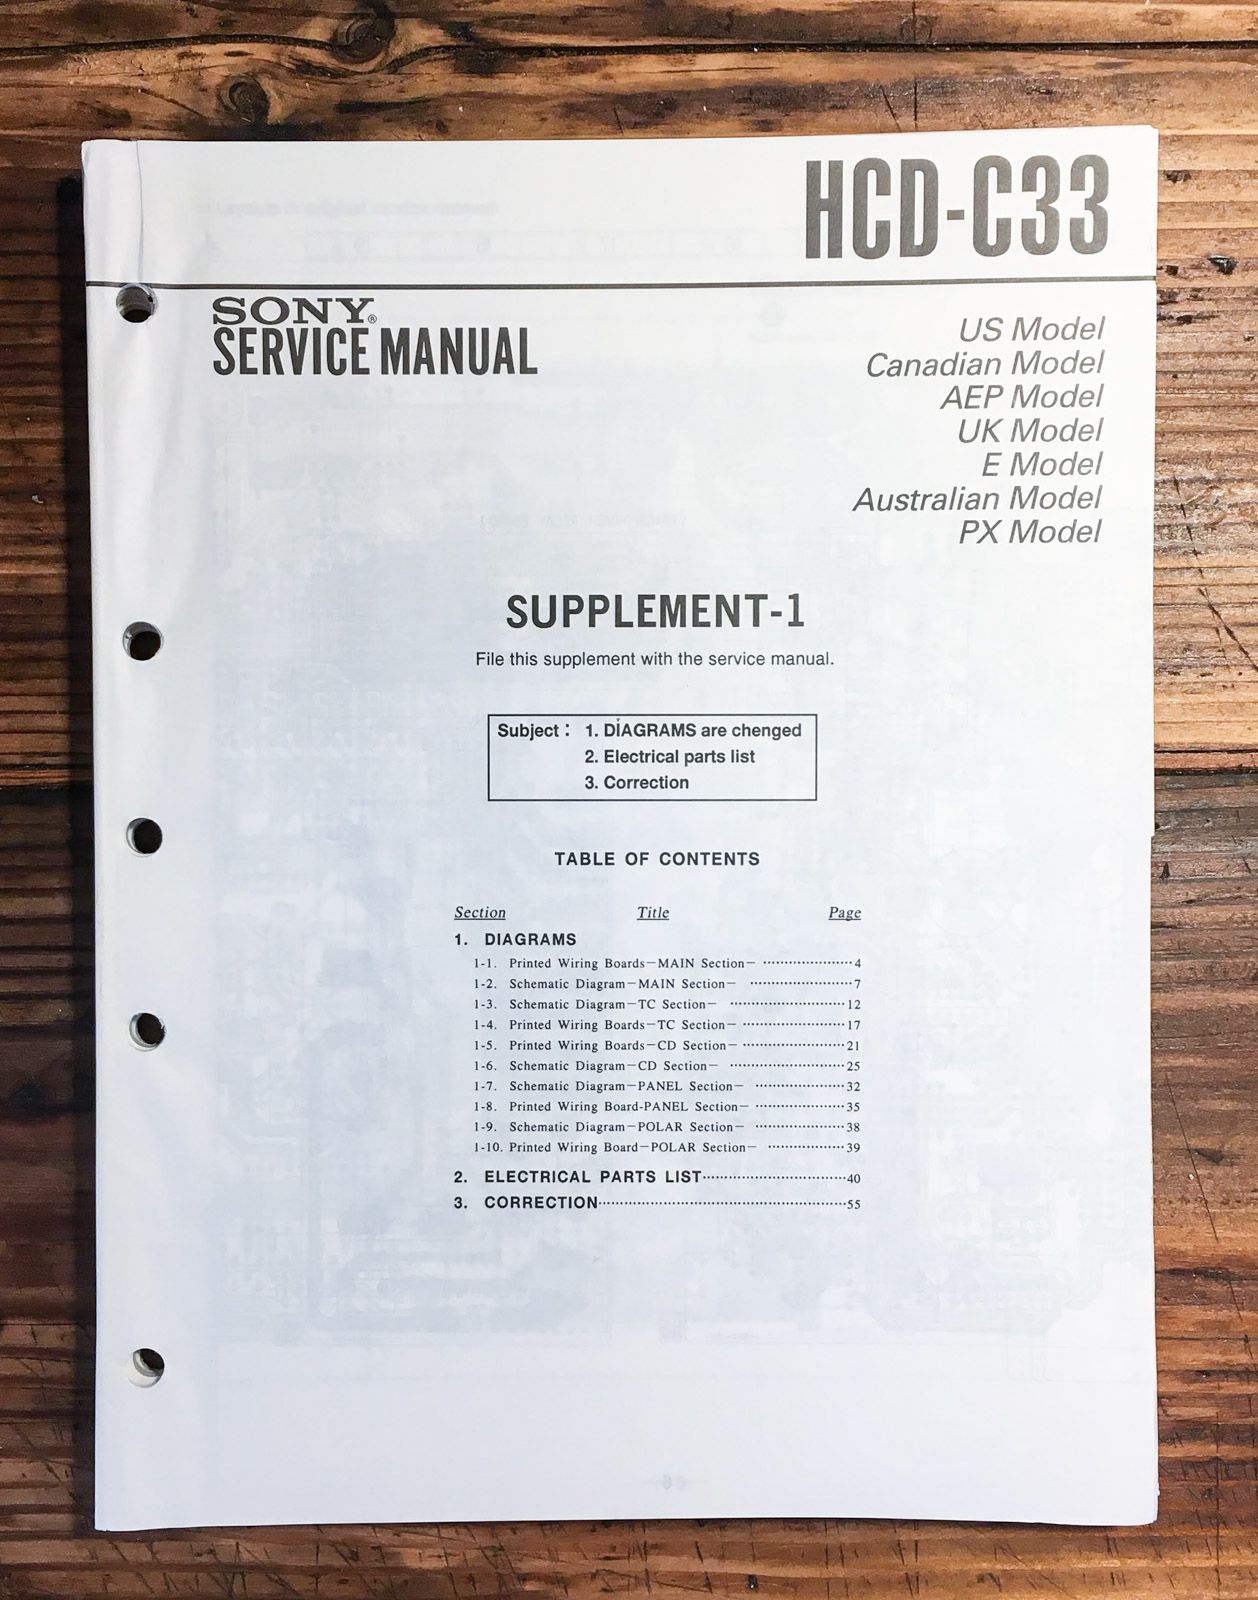 HCD-C33
SONY®
SERVICE MANUAL
US Model
Canadian Model
AEP Model
UK Model
E Model
Australian Model
PX Model
SUPPLEMENT-1
File this supplement with the service manual.
Subject : 1. DIAGRAMS are chenged
2. Electrical parts list
3. Correction
TABLE OF CONTENTS
Section Title Page
1. DIAGRAMS
1-1. Printed Wiring Boards—MAIN Section— ····················· 4
1-2. Schematic Diagram—MAIN Section— ························ 7
1-3. Schematic Diagram—TC Section— ··························· 12
1-4. Printed Wiring Boards—TC Section— ························ 17
1-5. Printed Wiring Boards—CD Section— ························ 21
1-6. Schematic Diagram—CD Section— ··························· 25
1-7. Schematic Diagram—PANEL Section— ····················· 32
1-8. Printed Wiring Board-PANEL Section— ····················· 35
1-9. Schematic Diagram—POLAR Section— ····················· 38
1-10. Printed Wiring Board—POLAR Section— ·················· 39
2. ELECTRICAL PARTS LIST ·································· 40
3. CORRECTION ························································· 55